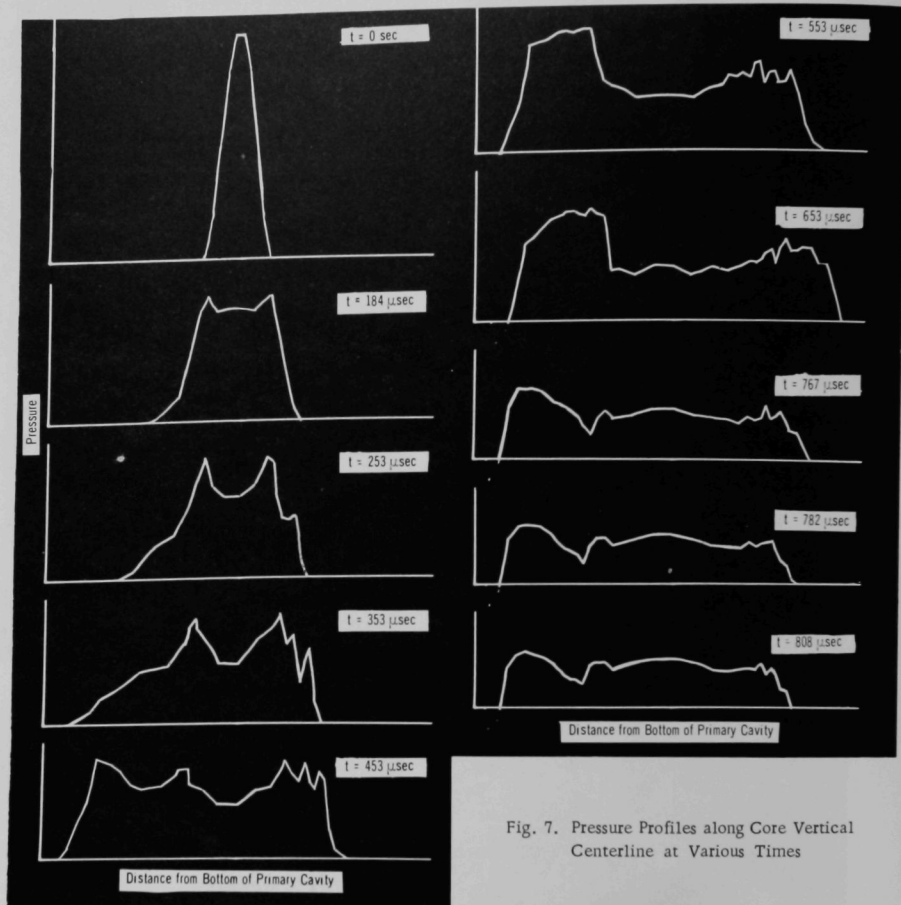 t = 0 sec
t = 184 μsec
t = 253 μsec
t = 353 μsec
t = 453 μsec
Pressure
Distance from Bottom of Primary Cavity
t = 553 μsec
t = 653 μsec
t = 767 μsec
t = 782 μsec
t = 808 μsec
Distance from Bottom of Primary Cavity
Fig. 7. Pressure Profiles along Core Vertical
Centerline at Various Times